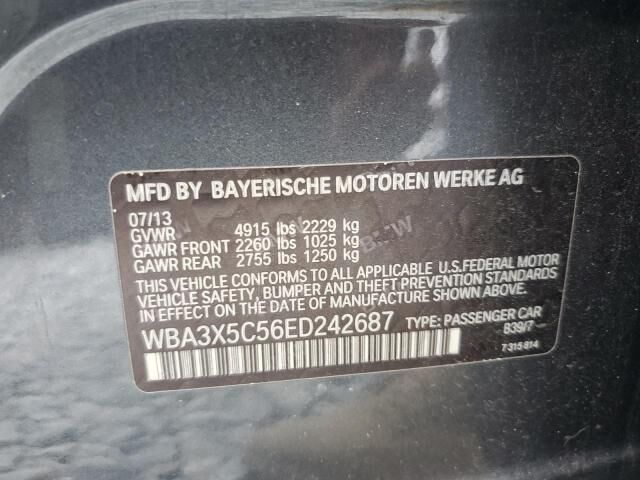 MFD BY BAYERISCHE MOTOREN WERKE AG
07/13
GVWR 4915 lbs 2229 kg
GAWR FRONT 2260 lbs 1025 kg
GAWR REAR 2755 lbs 1250 kg
THIS VEHICLE CONFORMS TO ALL APPLICABLE U.S.FEDERAL MOTOR
VEHICLE SAFETY, BUMPER AND THEFT PREVENTION STANDARDS
IN EFFECT ON THE DATE OF MANUFACTURE SHOWN ABOVE.
WBA3X5C56ED242687 TYPE: PASSENGER CAR
B39/7
7315814